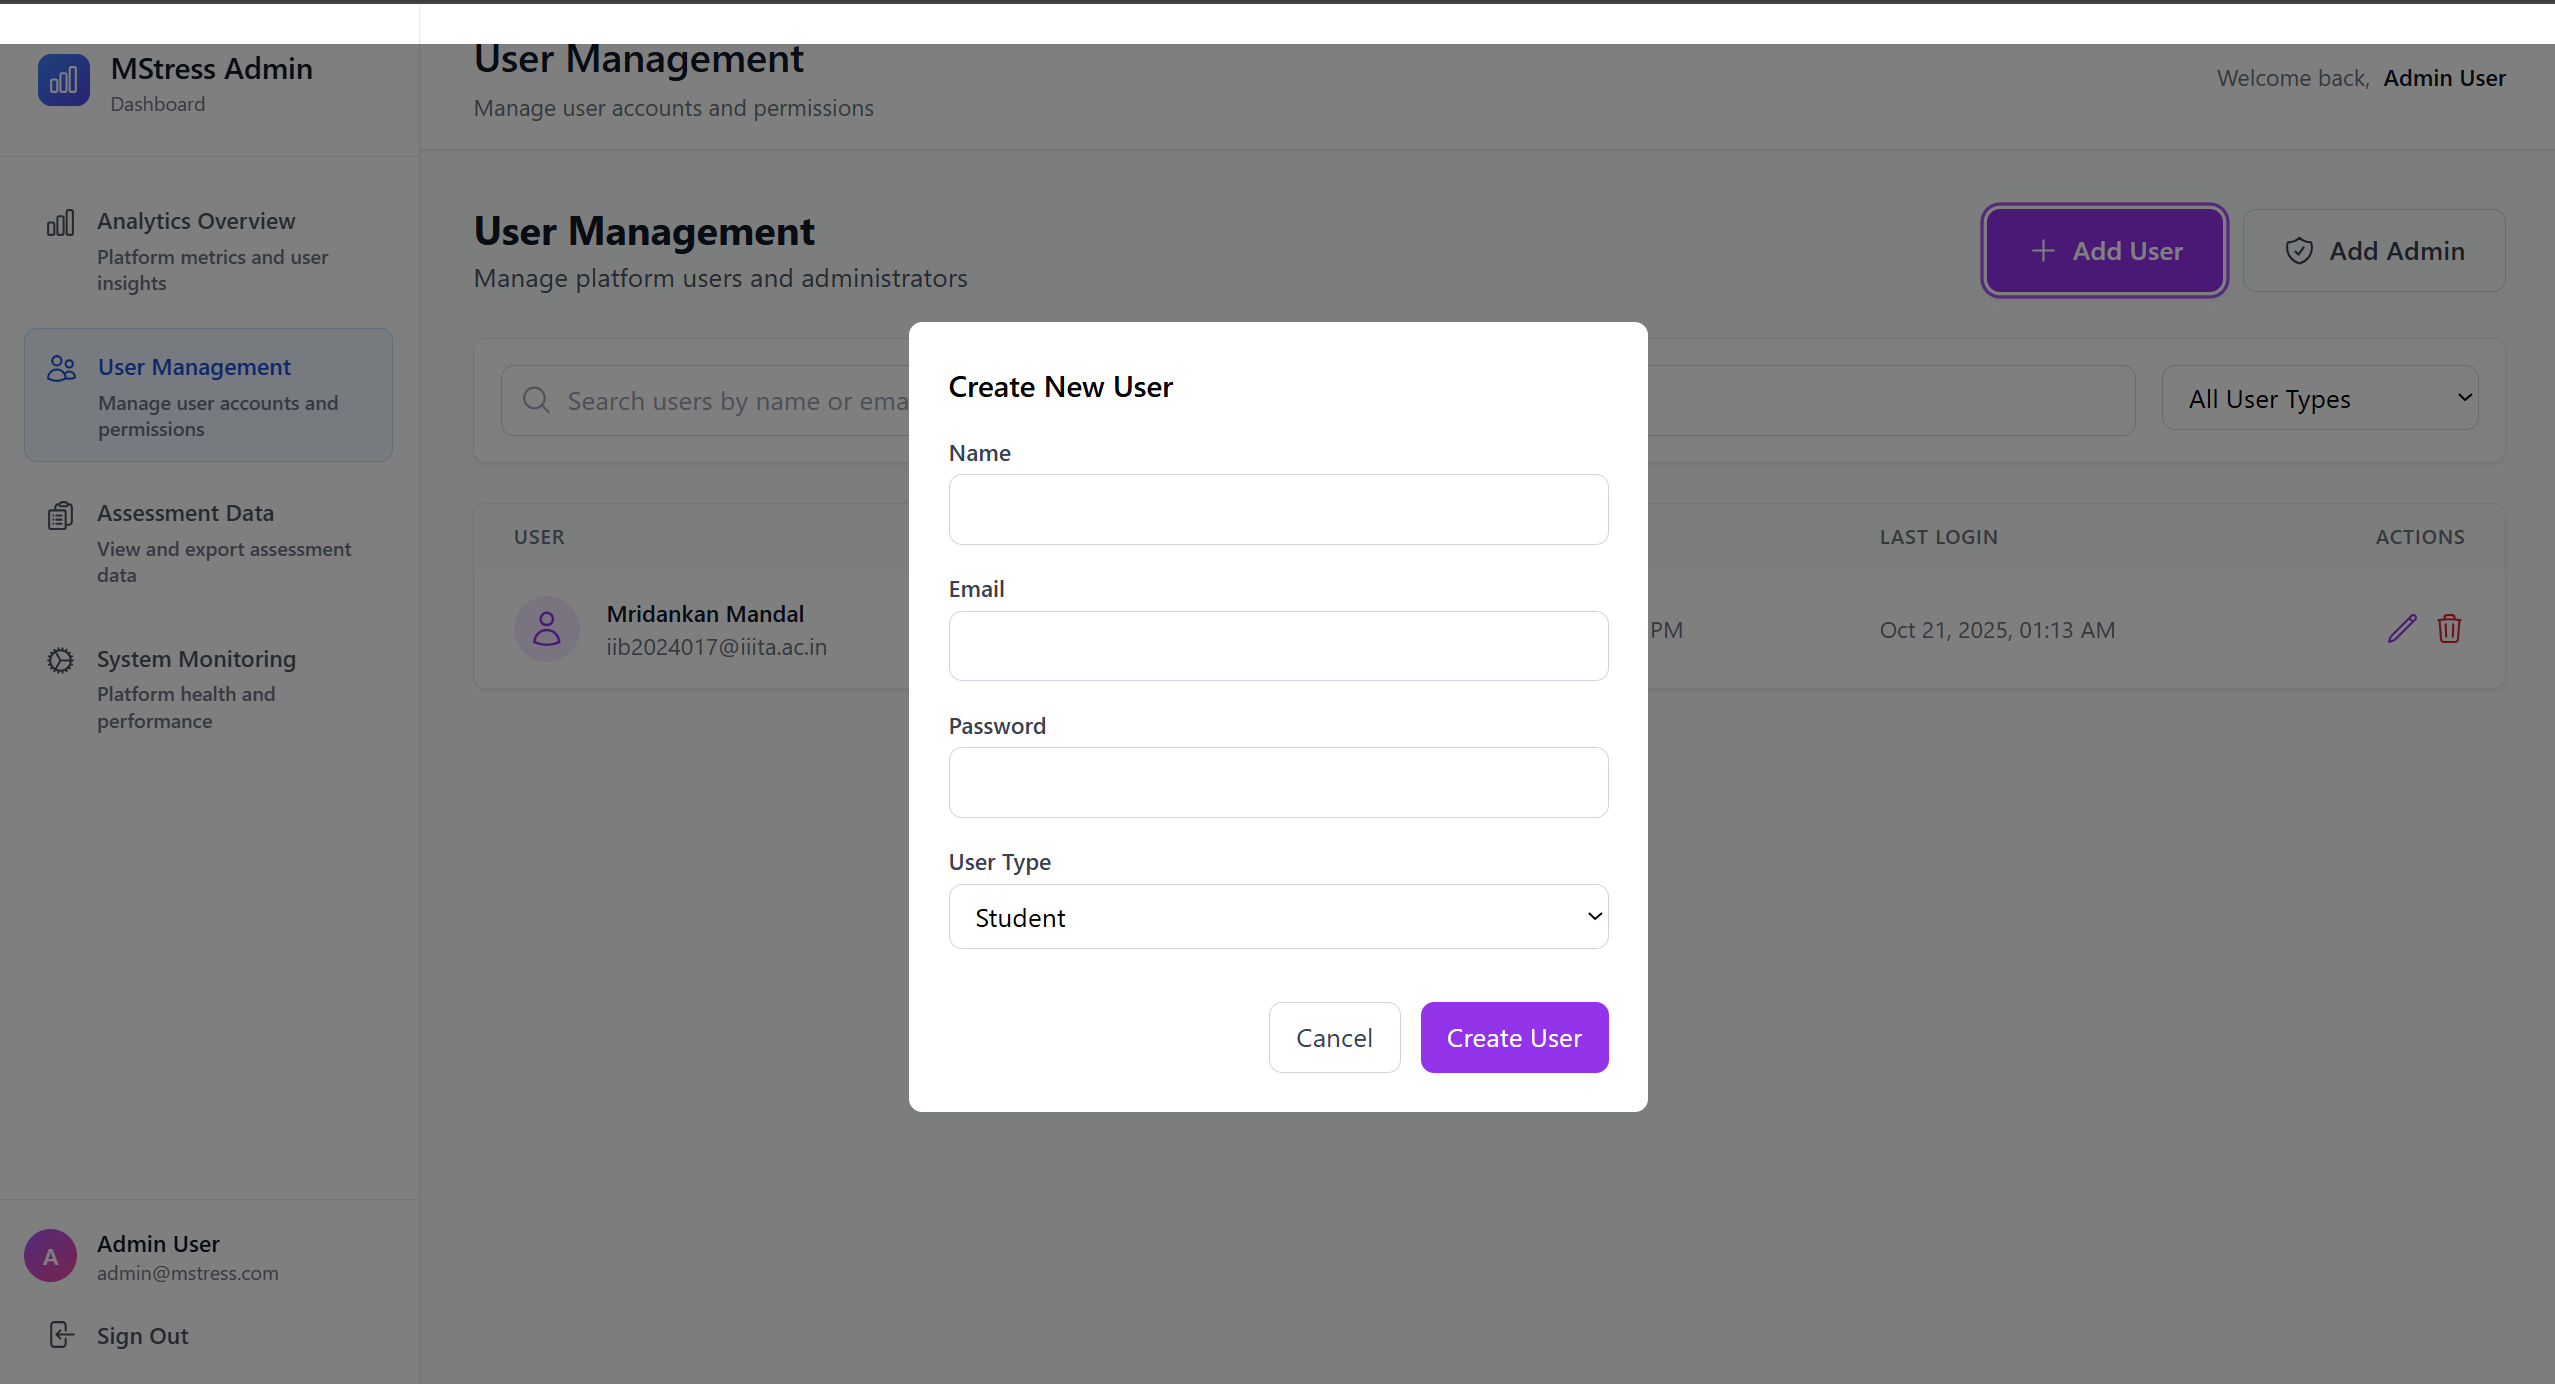 MStress Admin
Dashboard
Analytics Overview
Platform metrics and user
insights
User Management
Manage user accounts and
permissions
Assessment Data
View and export assessment
data
System Monitoring
Platform health and
performance
A
Admin User
admin@mstress.com
Sign Out
User Management
Manage user accounts and permissions
Welcome back, Admin User
User Management
Manage platform users and administrators
Add User
Add Admin
Search users by name or ema
All User Types
USER
LAST LOGIN
ACTIONS
Mridankan Mandal
iib2024017@iiita.ac.in
PM
Oct 21, 2025, 01:13 AM
Create New User
Name
Email
Password
User Type
Student
Cancel
Create User